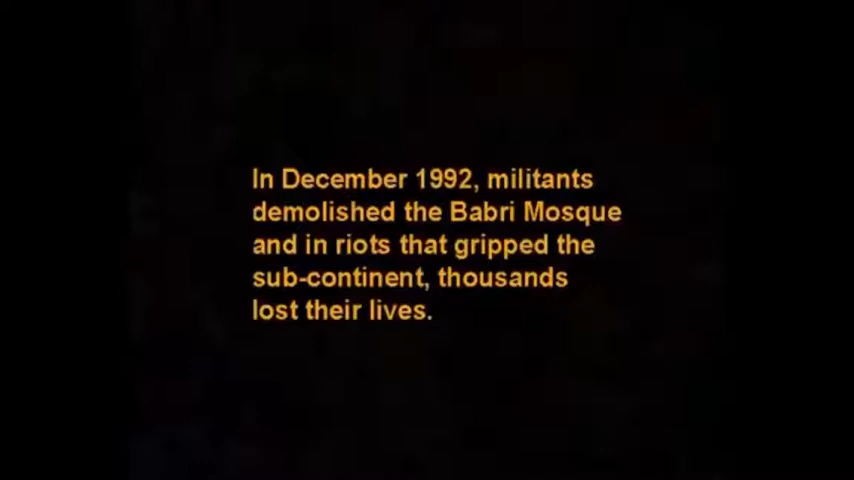 In December 1992, militants
demolished the Babri Mosque
and in riots that gripped the
sub-continent, thousands
lost their lives.